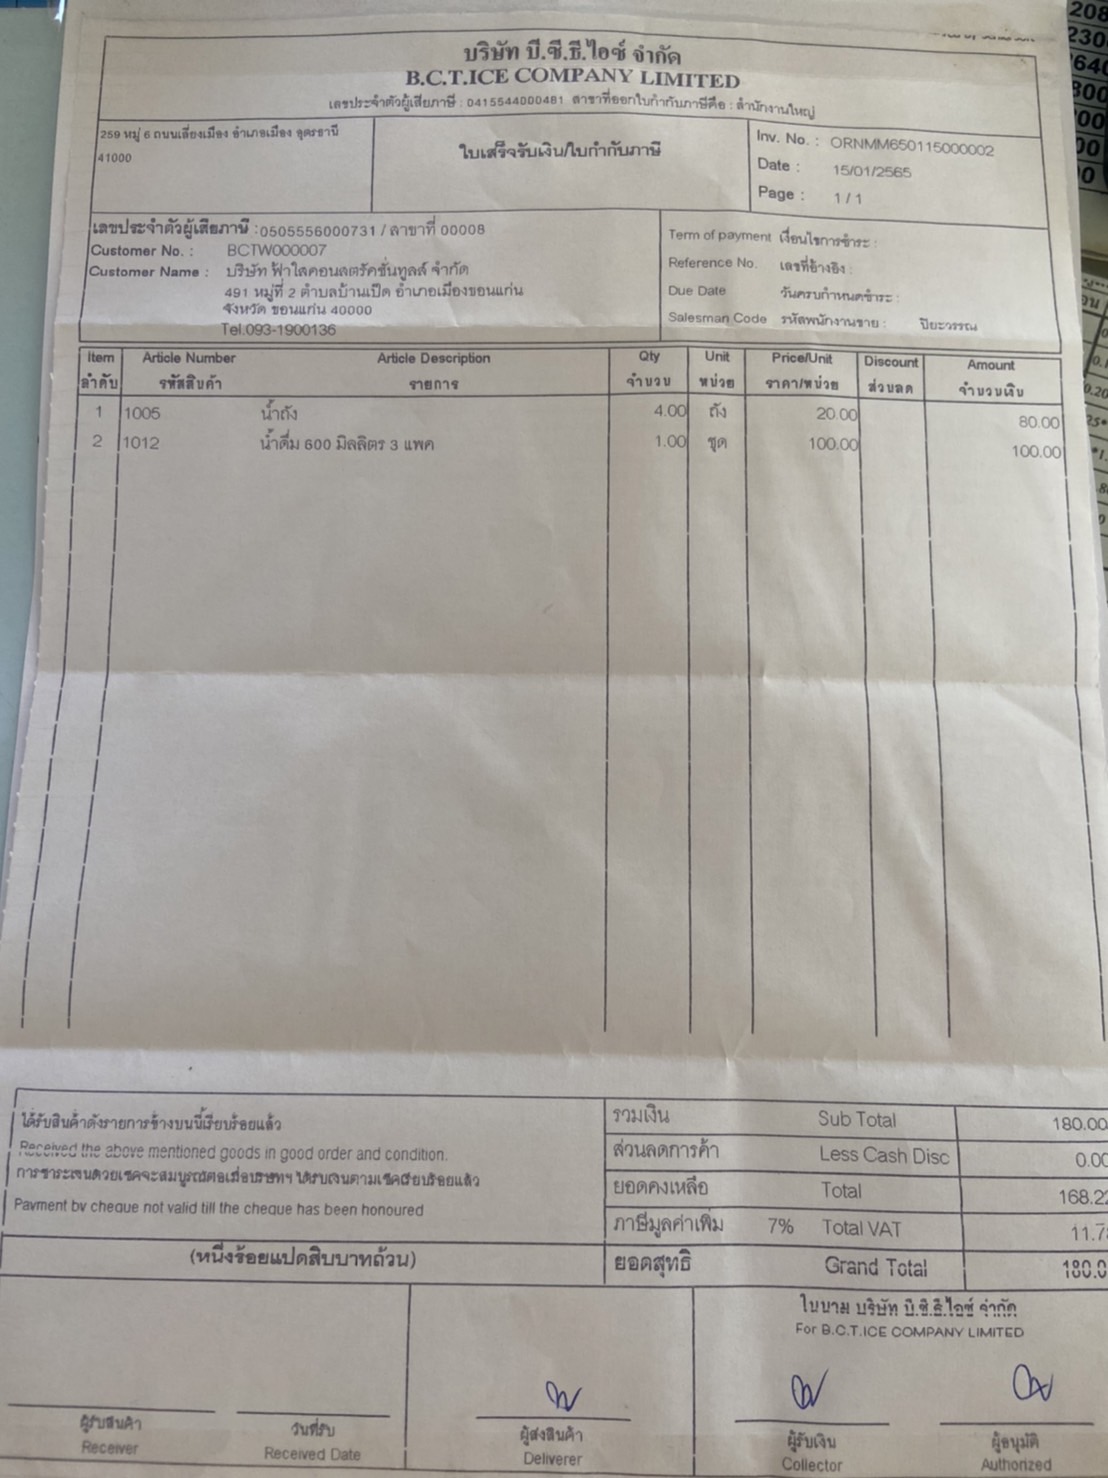 บริษัท บี.ซี.ธี.ไอซ์ จำกัด
B.C.T.ICE COMPANY LIMITED
เลขประจำตัวผู้เสียภาษี : 0415544000481 สาขาที่ออกใบกำกับภาษีคือ : สำนักงานใหญ่
259 หมู่ 6 ถนนเลี่ยงเมือง อำเภอเมือง อุดรธานี
41000
ใบเสร็จรับเงิน/ใบกำกับภาษี
Inv. No. : ORNMM650115000002
Date : 15/01/2565
Page : 1 / 1
เลขประจำตัวผู้เสียภาษี :0505556000731 / สาขาที่ 00008
Customer No. : BCTW000007
Customer Name : บริษัท ฟ้าใสคอนสตรัคชั่นทูลส์ จำกัด
491 หมู่ที่ 2 ตำบลบ้านเป็ด อำเภอเมืองขอนแก่น
จังหวัด ขอนแก่น 40000
Tel.093-1900136
Term of payment เงื่อนไขการชำระ :
Reference No. เลขที่อ้างอิง :
Due Date วันครบกำหนดชำระ :
Salesman Code รหัสพนักงานขาย : ปิยะวรรณ
Item Article Number Article Description Qty Unit Price/Unit Discount Amount
ลำดับ รหัสสินค้า รายการ จำนวน หน่วย ราคา/หน่วย ส่วนลด จำนวนเงิน
1 1005 น้ำถัง 4.00 ถัง 20.00 80.00
2 1012 น้ำดื่ม 600 มิลลิตร 3 แพค 1.00 ชุด 100.00 100.00
ได้รับสินค้าดังรายการข้างบนนี้เรียบร้อยแล้ว
Received the above mentioned goods in good order and condition.
การชำระเงินด้วยเช็คจะสมบูรณ์ต่อเมื่อบริษัทฯ ได้รับเงินตามเช็คเรียบร้อยแล้ว
Payment by cheque not valid till the cheque has been honoured
(หนึ่งร้อยแปดสิบบาทถ้วน)
รวมเงิน Sub Total 180.00
ส่วนลดการค้า Less Cash Disc 0.00
ยอดคงเหลือ Total 168.22
ภาษีมูลค่าเพิ่ม 7% Total VAT 11.7
ยอดสุทธิ Grand Total 180.0
ในนาม บริษัท บี.ซี.ธี.ไอซ์ จำกัด
For B.C.T.ICE COMPANY LIMITED
ผู้รับสินค้า วันที่รับ ผู้ส่งสินค้า ผู้รับเงิน ผู้อนุมัติ
Receiver Received Date Deliverer Collector Authorized